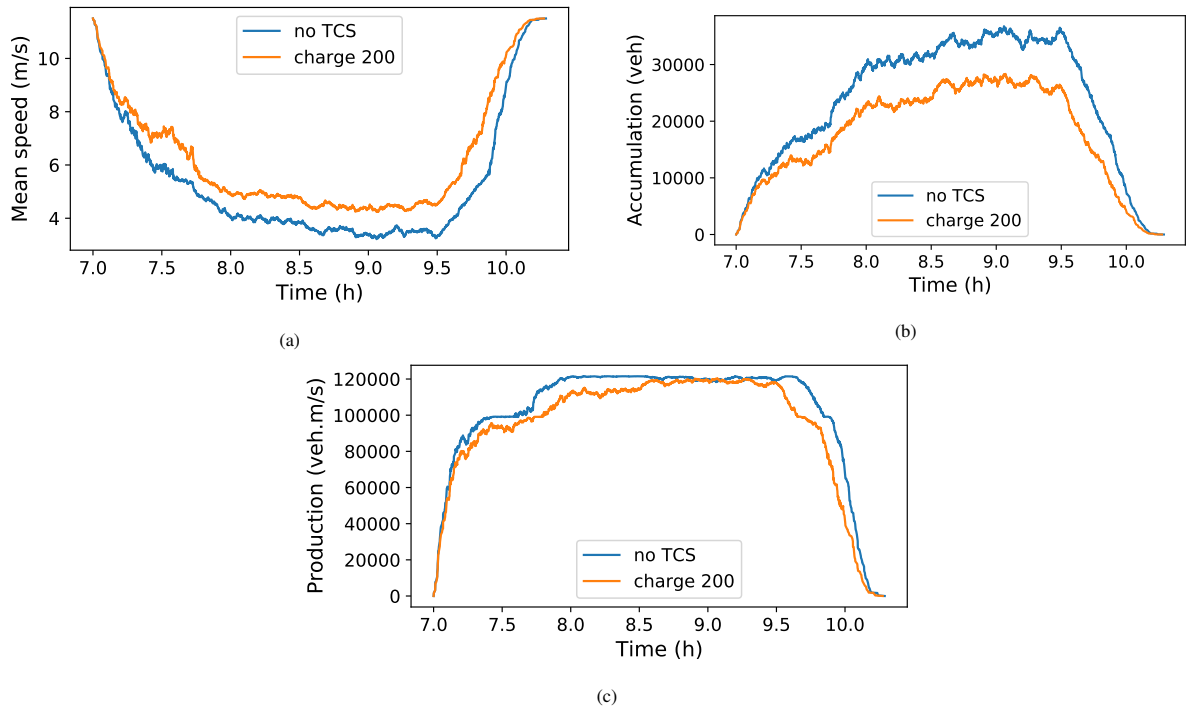 Mean speed (m/s)
10
8
6
4
no TCS
charge 200
7.0 7.5 8.0 8.5 9.0 9.5 10.0
Time (h)
(a)
Accumulation (veh)
30000
20000
10000
0
no TCS
charge 200
7.0 7.5 8.0 8.5 9.0 9.5 10.0
Time (h)
(b)
Production (veh.m/s)
120000
100000
80000
60000
40000
20000
0
no TCS
charge 200
7.0 7.5 8.0 8.5 9.0 9.5 10.0
Time (h)
(c)